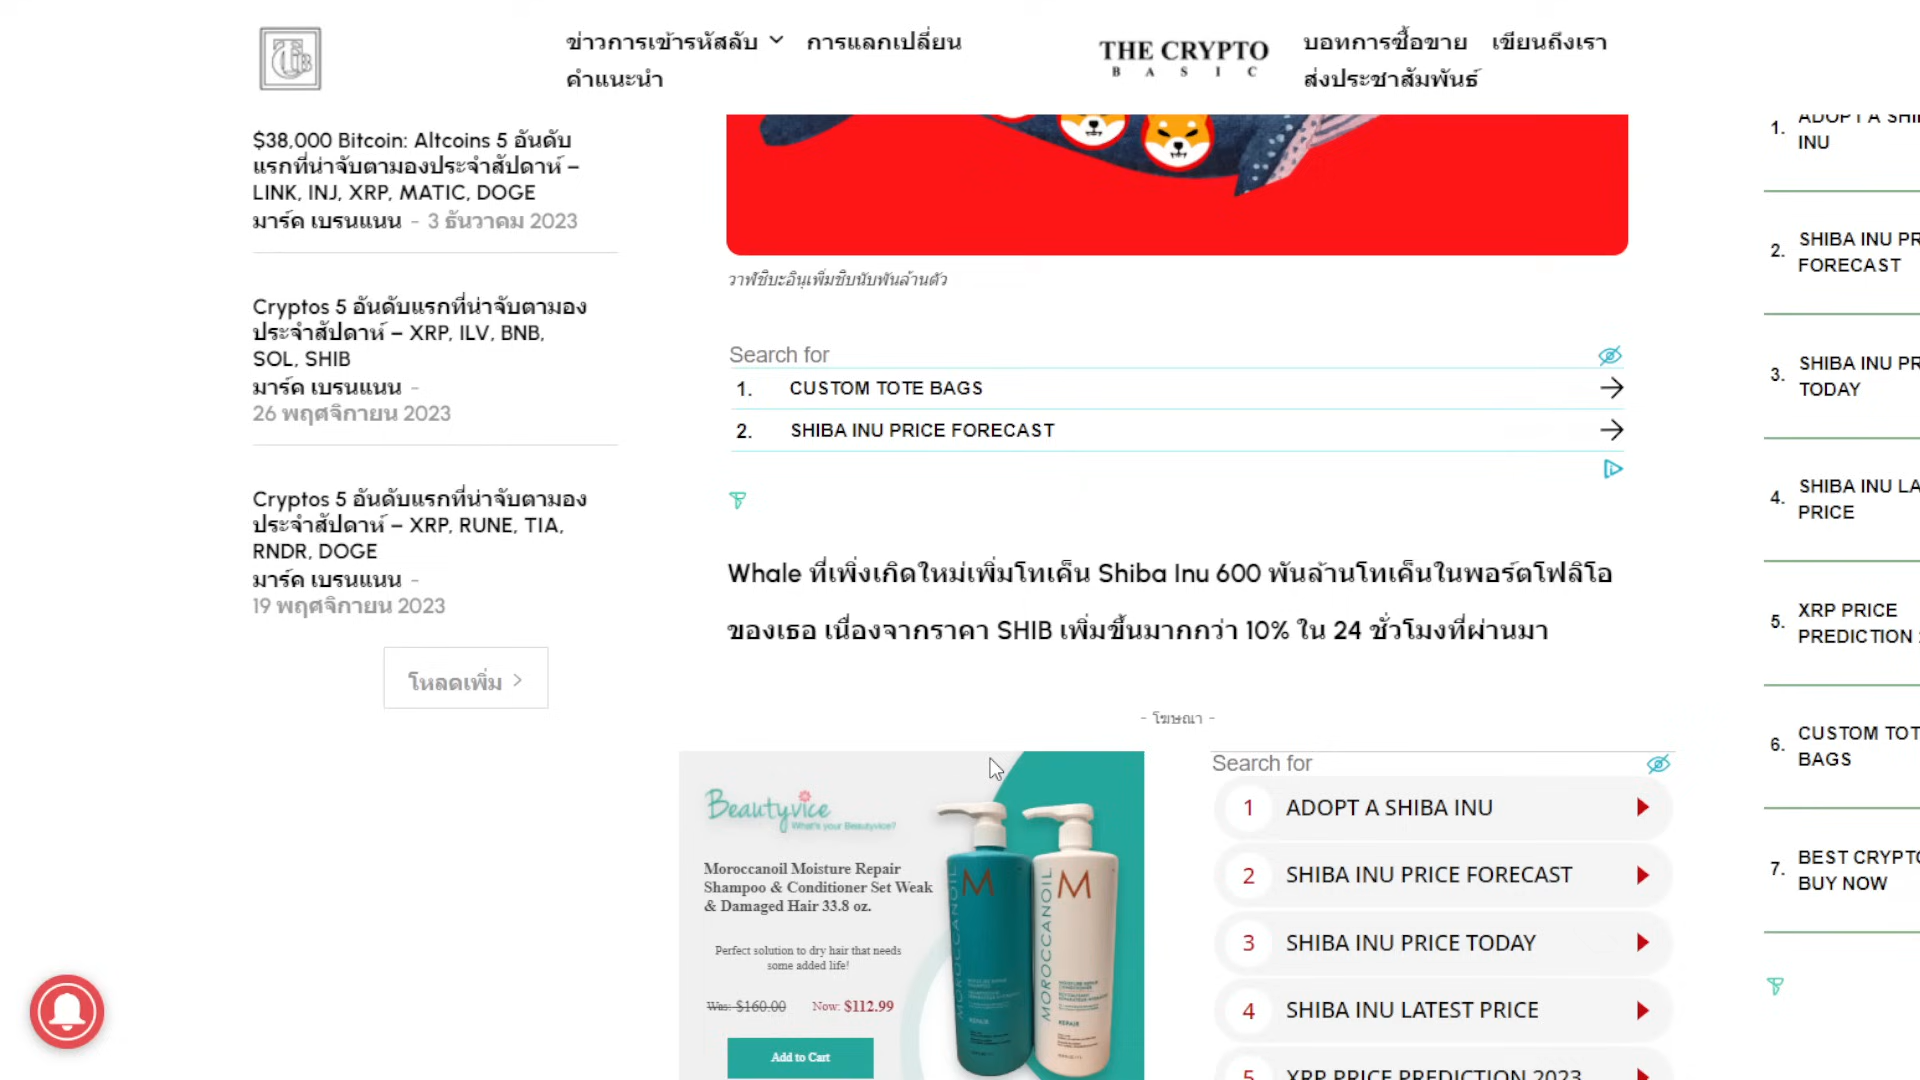 ข่าวการเข้ารหัสลับ
การแลกเปลี่ยน
คำแนะนำ
THE CRYPTO
BASIC
บอทการซื้อขาย
เขียนถึงเรา
ส่งประชาสัมพันธ์
$38,000 Bitcoin: Altcoins 5 อันดับ
แรกที่น่าจับตามองประจำสัปดาห์ –
LINK, INJ, XRP, MATIC, DOGE
มาร์ค เบรนแนน - 3 ธันวาคม 2023
Cryptos 5 อันดับแรกที่น่าจับตามอง
ประจำสัปดาห์ – XRP, ILV, BNB,
SOL, SHIB
มาร์ค เบรนแนน -
26 พฤศจิกายน 2023
Cryptos 5 อันดับแรกที่น่าจับตามอง
ประจำสัปดาห์ – XRP, RUNE, TIA,
RNDR, DOGE
มาร์ค เบรนแนน -
19 พฤศจิกายน 2023
โหลดเพิ่ม
วาฬชิบะอินุเพิ่มชิบนับพันล้านตัว
Search for
1. CUSTOM TOTE BAGS
2. SHIBA INU PRICE FORECAST
Whale ที่เพิ่งเกิดใหม่เพิ่มโทเค็น Shiba Inu 600 พันล้านโทเค็นในพอร์ตโฟลิโอ
ของเธอ เนื่องจากราคา SHIB เพิ่มขึ้นมากกว่า 10% ใน 24 ชั่วโมงที่ผ่านมา
- โฆษณา -
Beautyvice
What's your Beautyvice?
Moroccanoil Moisture Repair
Shampoo & Conditioner Set Weak
& Damaged Hair 33.8 oz.
Perfect solution to dry hair that needs
some added life!
Was: $160.00 Now: $112.99
Add to Cart
M
MOROCCANOIL
M
MOROCCANOIL
Search for
1 ADOPT A SHIBA INU
2 SHIBA INU PRICE FORECAST
3 SHIBA INU PRICE TODAY
4 SHIBA INU LATEST PRICE
5 XRP PRICE PREDICTION 2023
1. ADOPT A SHI
INU
2. SHIBA INU PR
FORECAST
3. SHIBA INU PR
TODAY
4. SHIBA INU LA
PRICE
5. XRP PRICE
PREDICTION
6. CUSTOM TOT
BAGS
7. BEST CRYPTO
BUY NOW